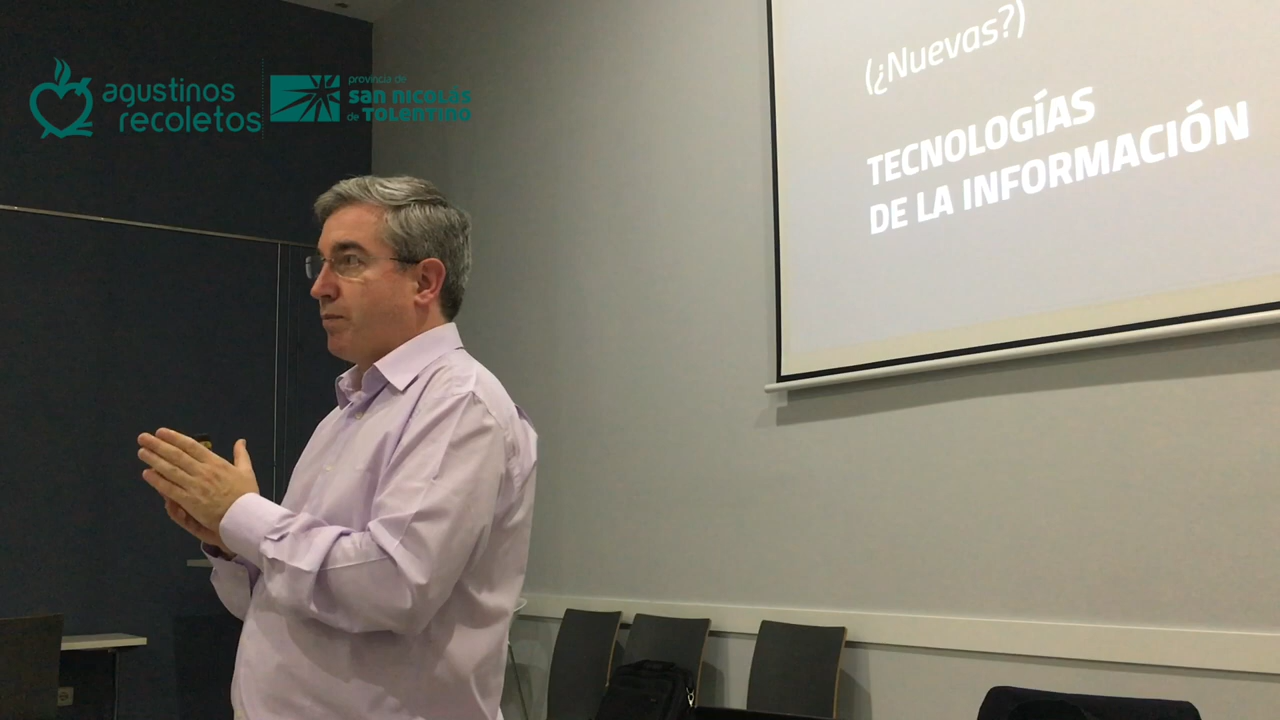 agustinos
recoletos
provincia de
SAN NICOLÁS
de TOLENTINO
(¿Nuevas?)
TECNOLOGÍAS
DE LA INFORMACIÓN